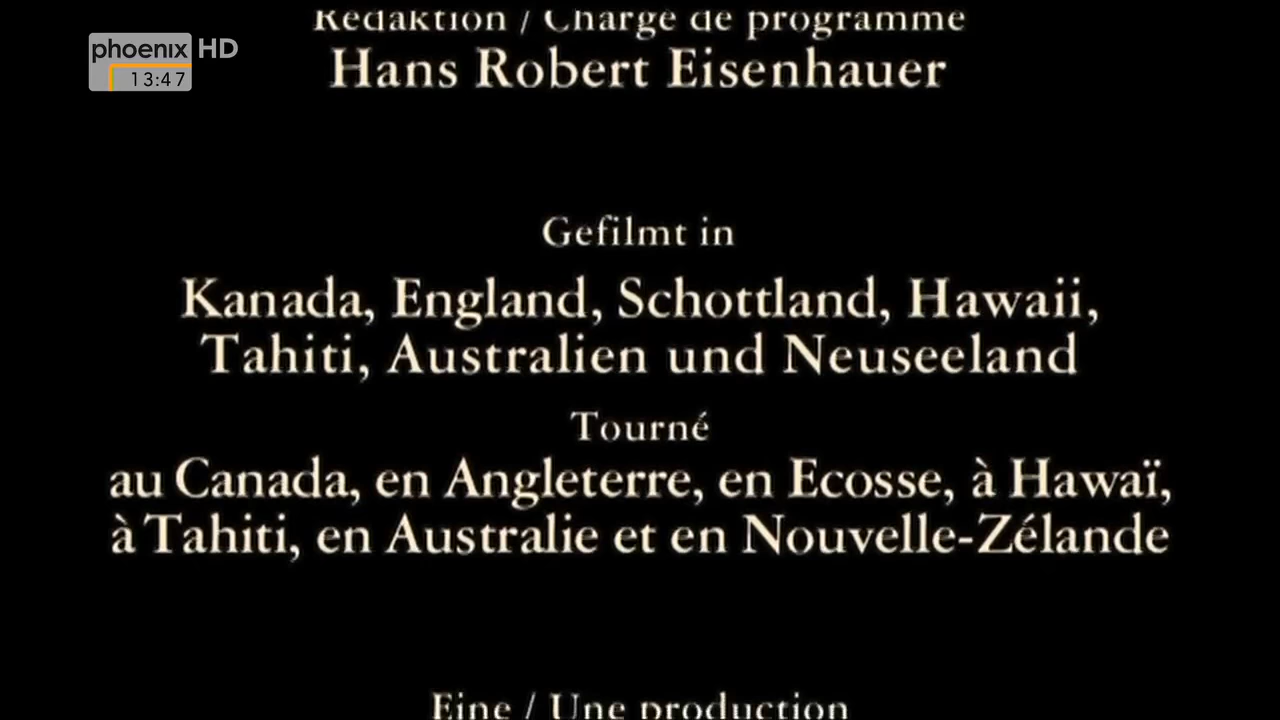 phoenix HD
13:47
Redaktion / Chargé de programme
Hans Robert Eisenhauer
Gefilmt in
Kanada, England, Schottland, Hawaii,
Tahiti, Australien und Neuseeland
Tourné
au Canada, en Angleterre, en Ecosse, à Hawaï,
à Tahiti, en Australie et en Nouvelle-Zélande
Eine / Une production